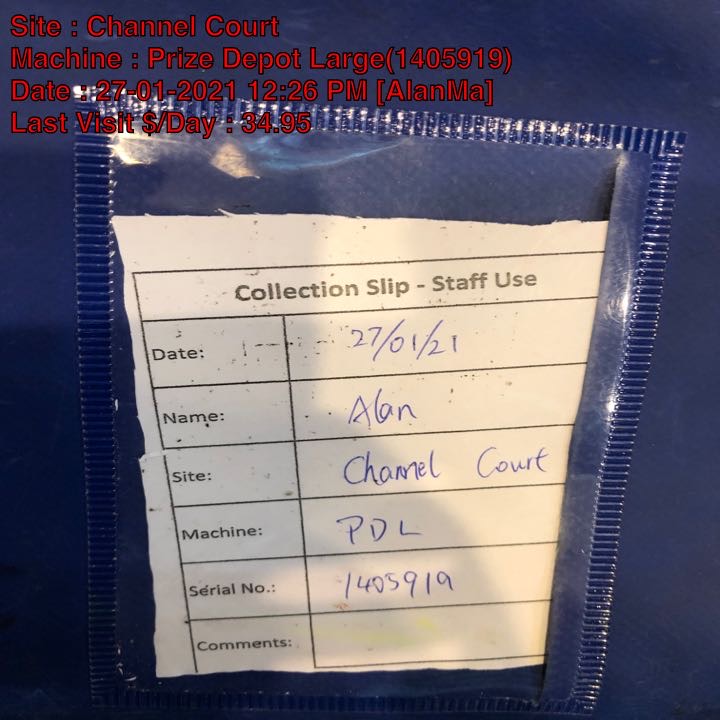 Site : Channel Court
Machine : Prize Depot Large(1405919)
Date : 27-01-2021 12:26 PM [AlanMa]
Last Visit $/Day : 34.95
Collection Slip - Staff Use
Date: 27/01/21
Name: Alan
Site: Channel Court
Machine: PDL
Serial No.: 1405919
Comments: